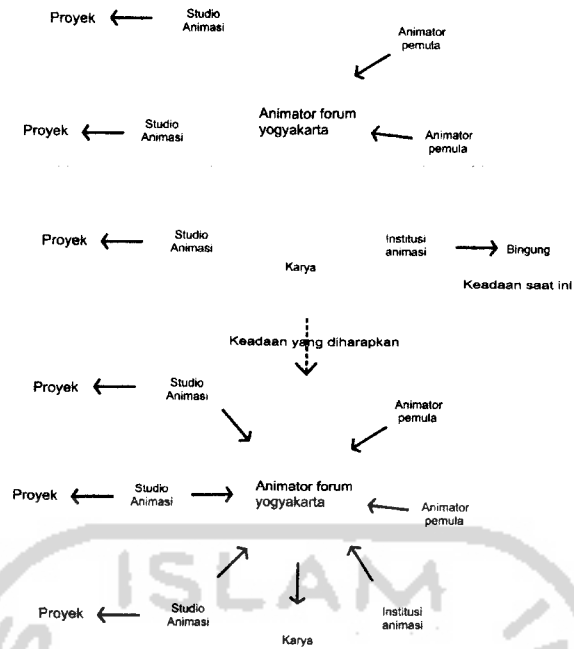 Proyek
Studio
Animasi
Animator
pemula
Proyek
Studio
Animasi
Animator forum
yogyakarta
Animator
pemula
Proyek
Studio
Animasi
Karya
Institusi
animasi
Bingung
Keadaan saat ini
Keadaan yang diharapkan
Proyek
Studio
Animasi
Animator
pemula
Proyek
Studio
Animasi
Animator forum
yogyakarta
Animator
pemula
ISLAM
Proyek
Studio
Animasi
Karya
Institusi
animasi